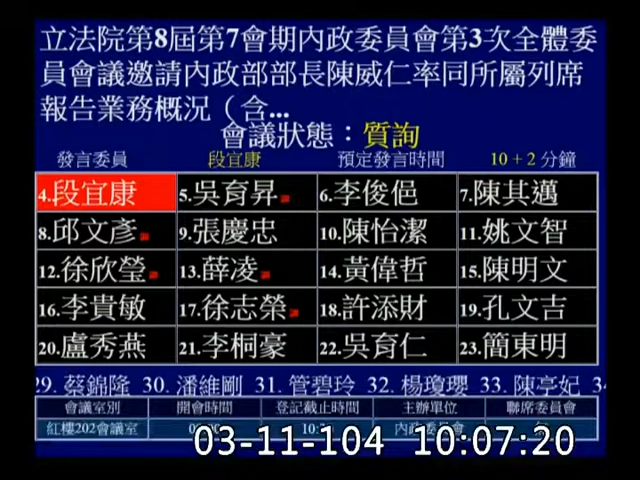 立法院第8屆第7會期內政委員會第3次全體委
員會議邀請內政部部長陳威仁率同所屬列席
報告業務概況（含...
會議狀態：質詢
發言委員 段宜康 預定發言時間 10 + 2 分鐘
4.段宜康 5.吳育昇 6.李俊俋 7.陳其邁
8.邱文彥 9.張慶忠 10.陳怡潔 11.姚文智
12.徐欣瑩 13.薛凌 14.黃偉哲 15.陳明文
16.李貴敏 17.徐志榮 18.許添財 19.孔文吉
20.盧秀燕 21.李桐豪 22.吳育仁 23.簡東明
29. 蔡錦隆 30. 潘維剛 31. 管碧玲 32. 楊瓊瓔 33. 陳亭妃
會議室別 開會時間 登記截止時間 主辦單位 聯席委員會
紅樓202會議室 內政委員會
03-11-104 10:07:20